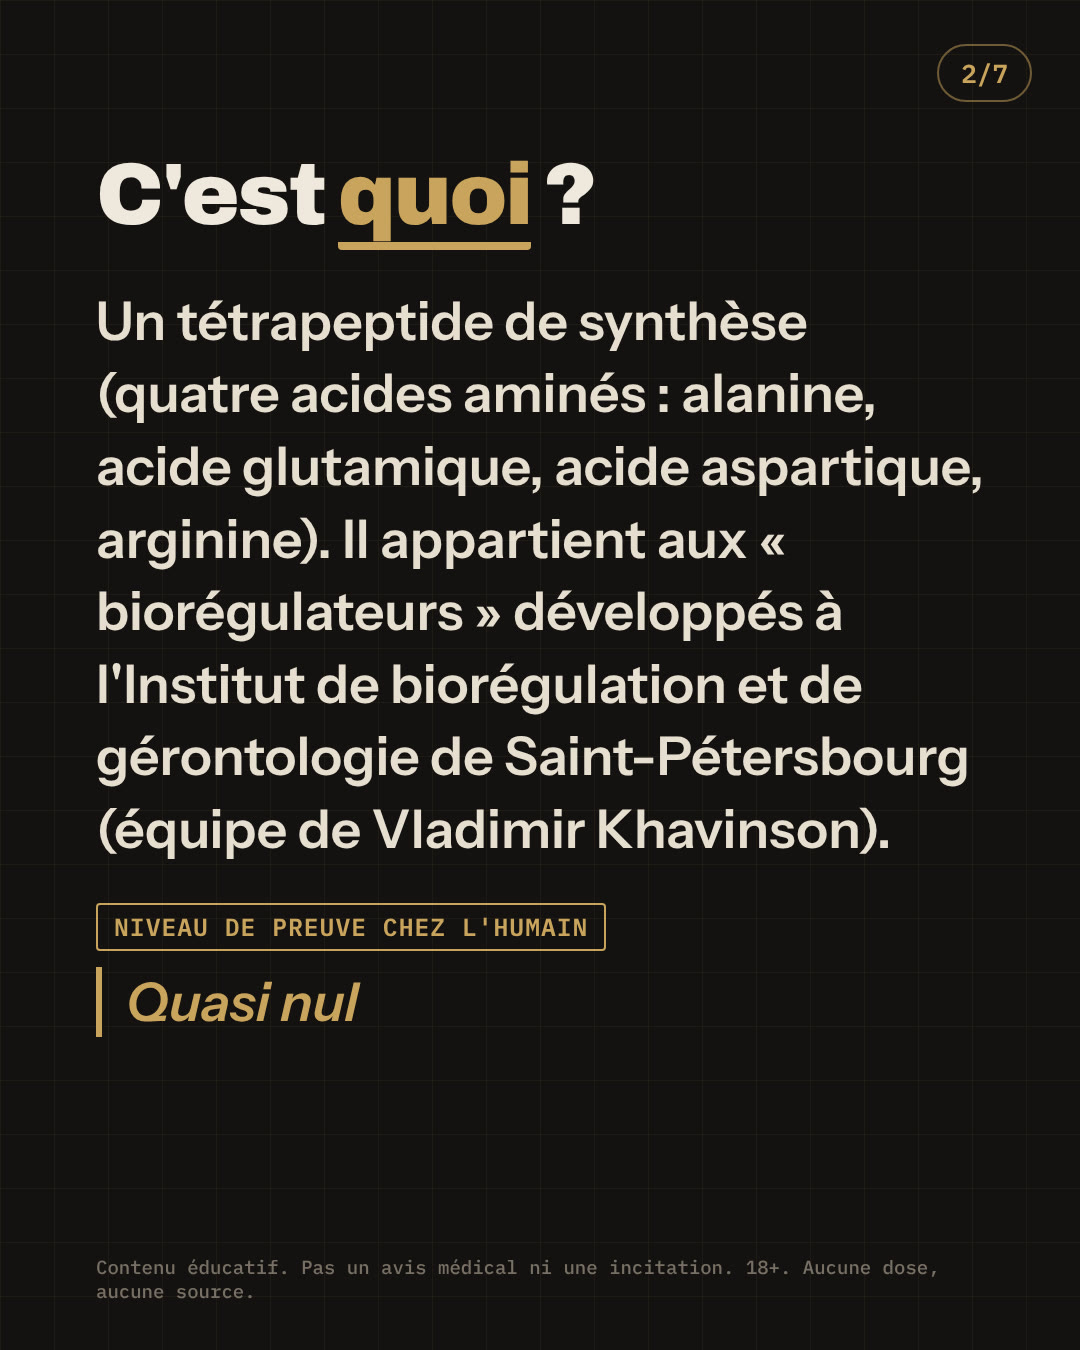 2/7
C'est quoi ?
Un tétrapeptide de synthèse
(quatre acides aminés : alanine,
acide glutamique, acide aspartique,
arginine). Il appartient aux «
biorégulateurs » développés à
l'Institut de biorégulation et de
gérontologie de Saint-Pétersbourg
(équipe de Vladimir Khavinson).
NIVEAU DE PREUVE CHEZ L'HUMAIN
Quasi nul
Contenu éducatif. Pas un avis médical ni une incitation. 18+. Aucune dose,
aucune source.